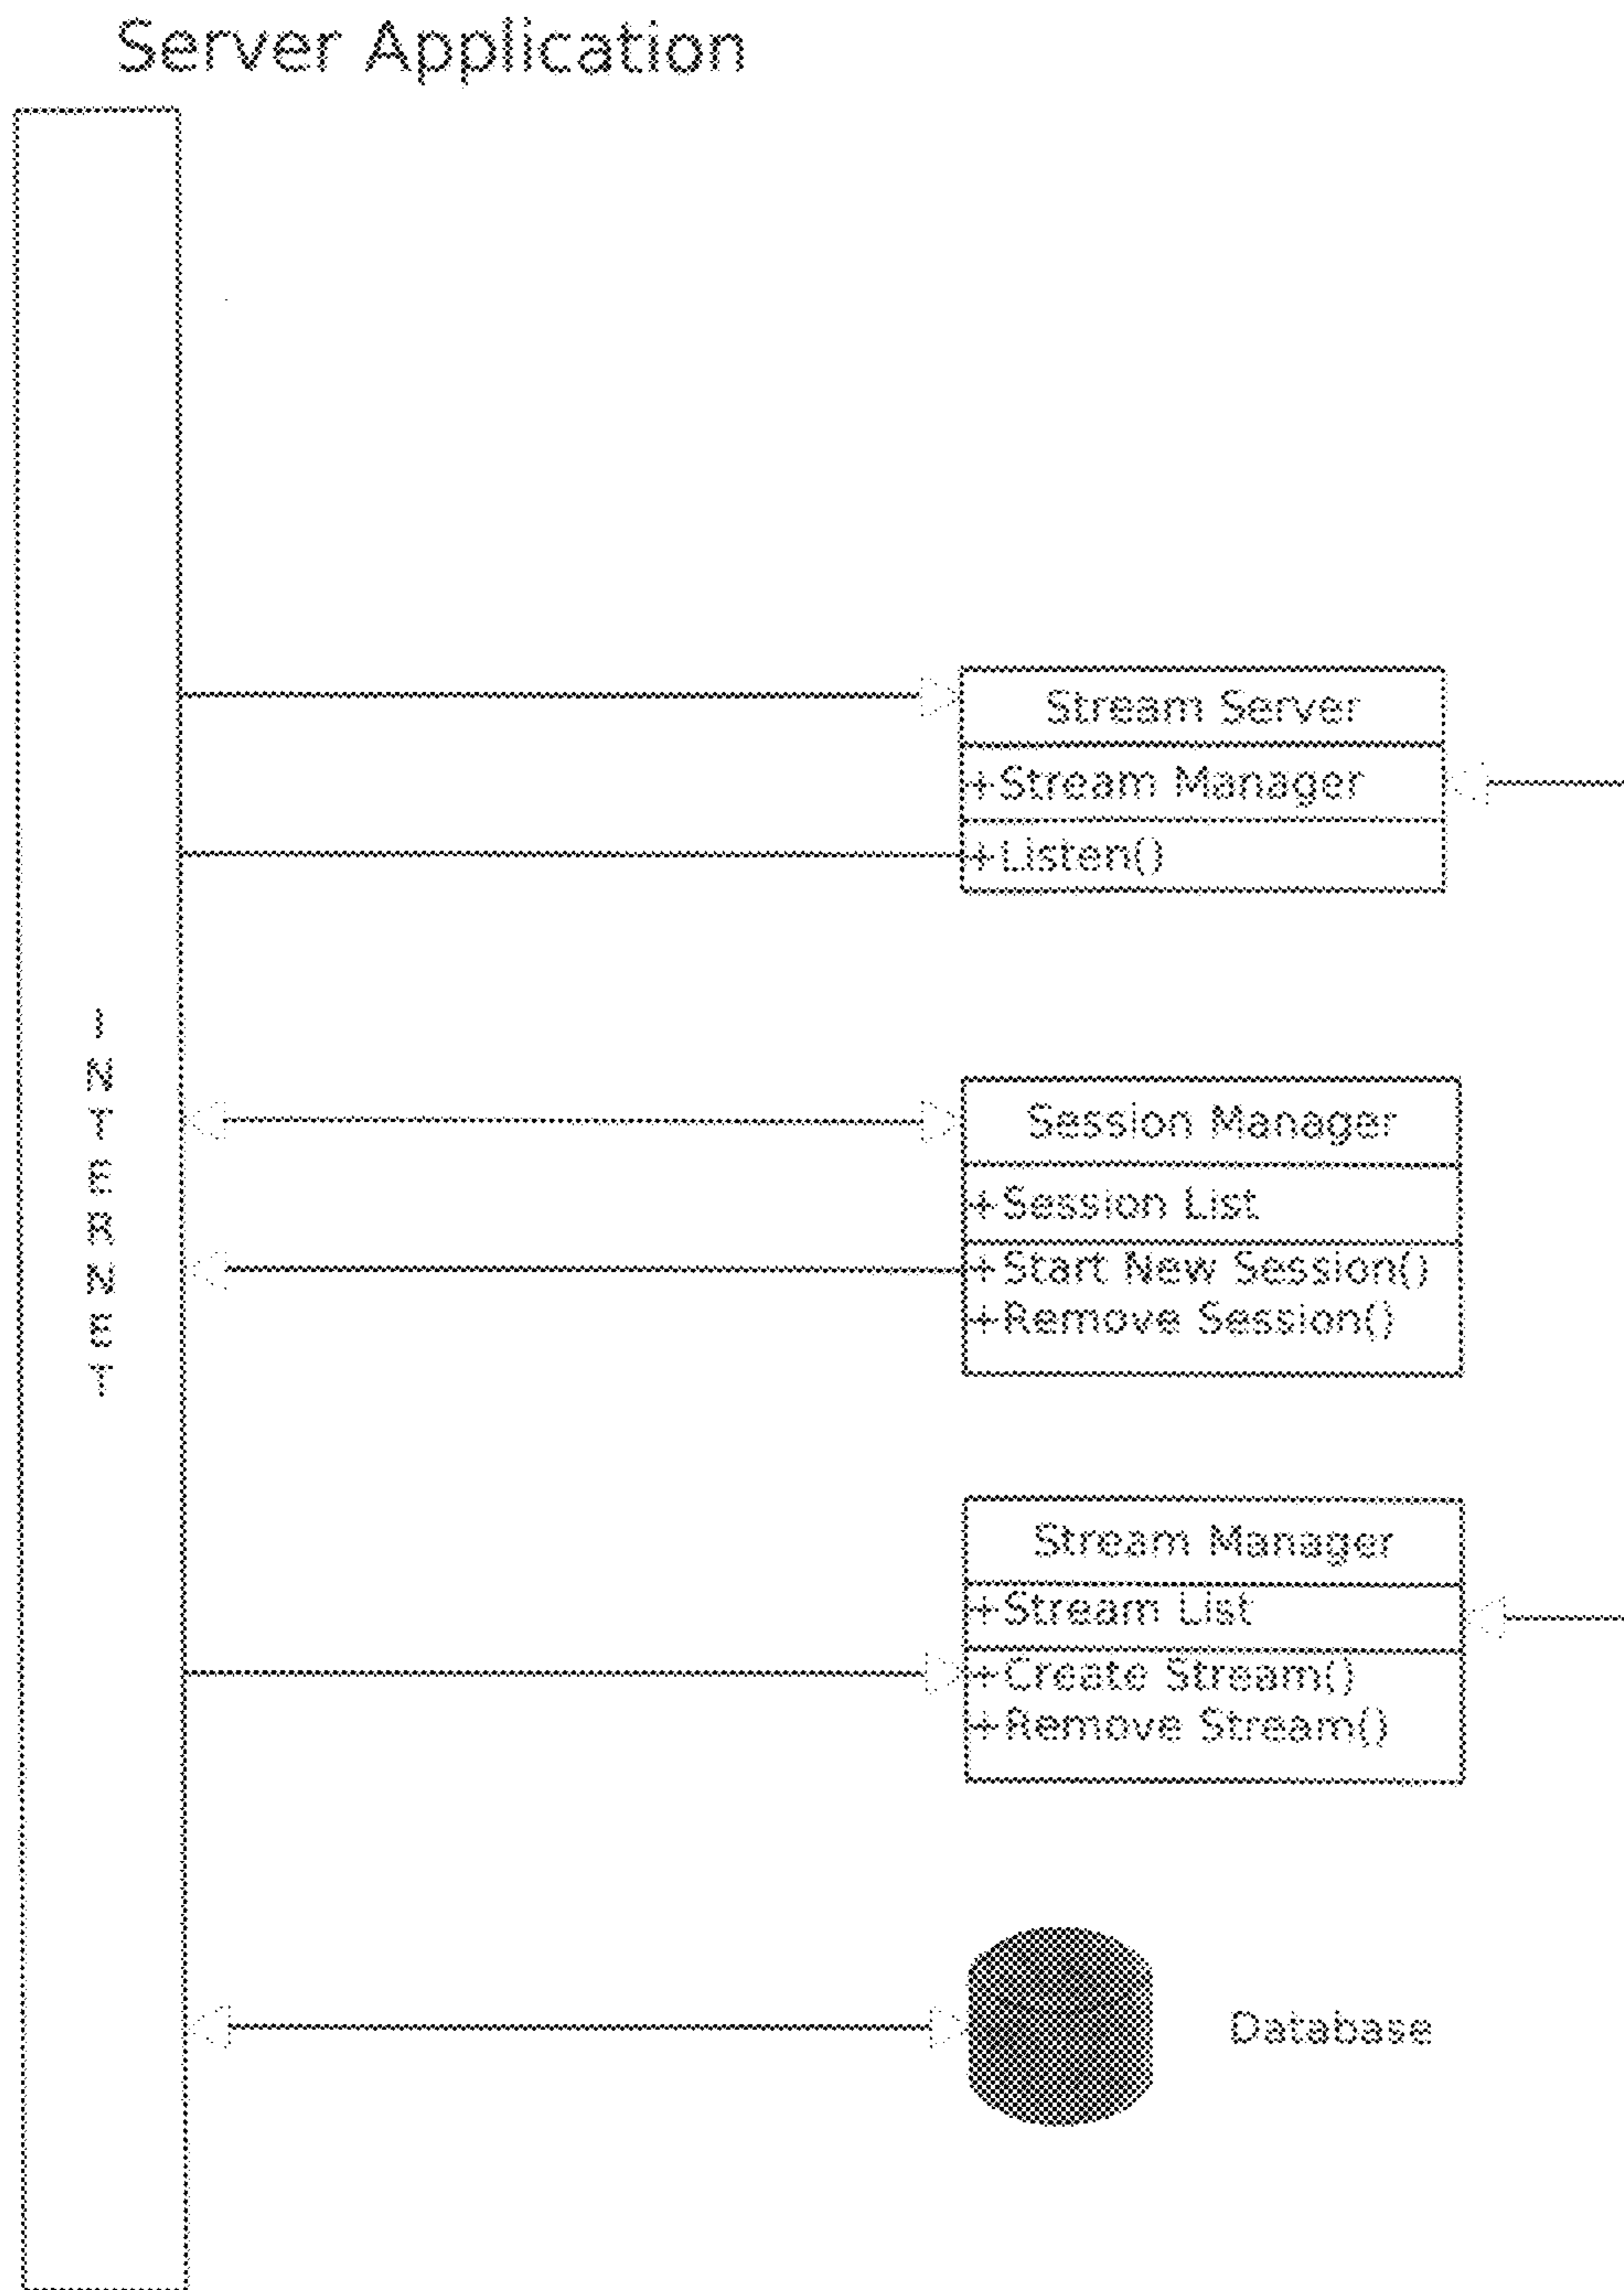 Server Application
INTERNET
Stream Server
+Stream Manager
+Listen()
Session Manager
+Session List
+Start New Session()
+Remove Session()
Stream Manager
+Stream List
+Create Stream()
+Remove Stream()
Database